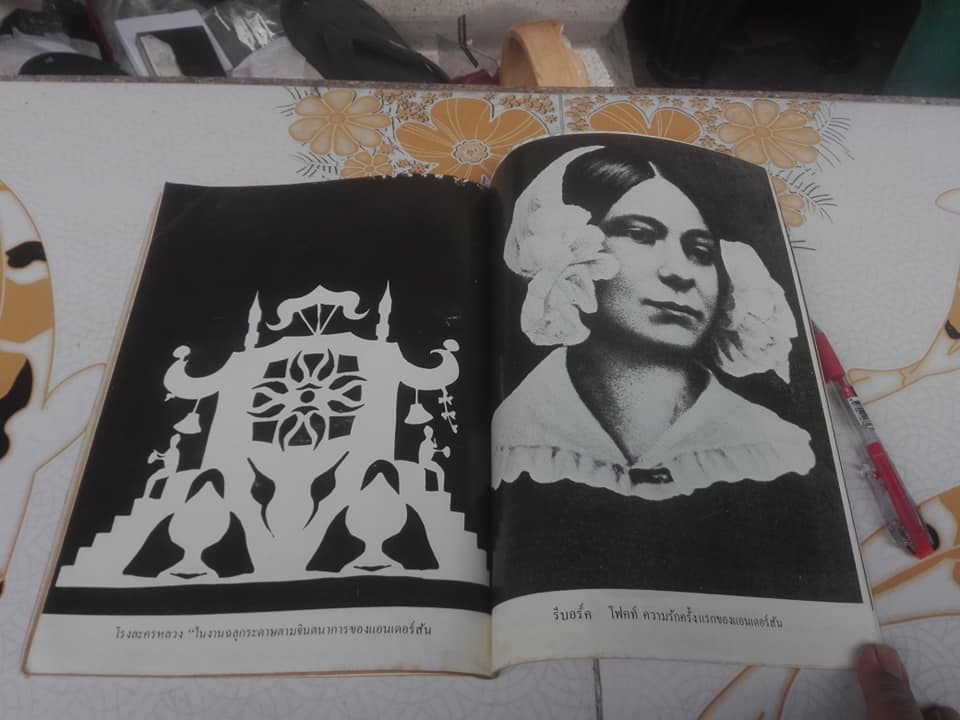 โรงละครหลวง "ในงานฉลุกระดาษตามจินตนาการของแอนเดอร์สัน
รีบอร์ค โฟคท์ ความรักครั้งแรกของแอนเดอร์สัน